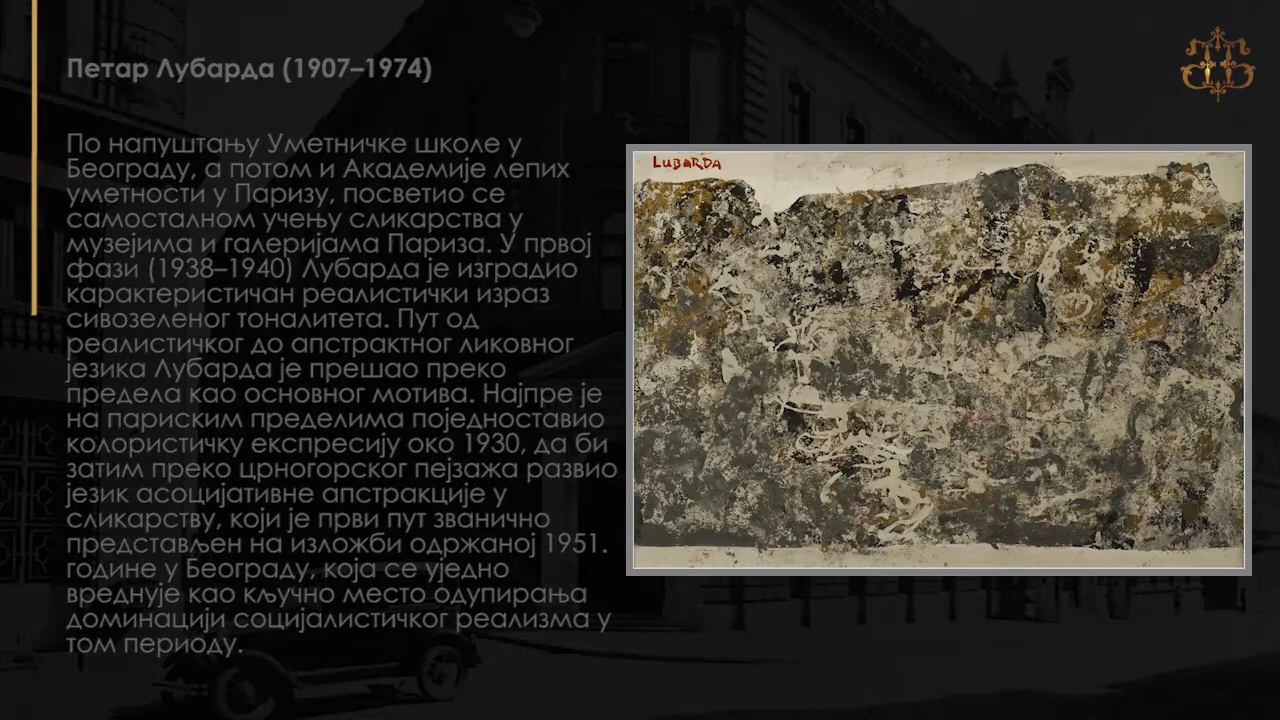 Петар Лубарда (1907–1974)
По напуштању Уметничке школе у
Београду, а потом и Академије лепих
уметности у Паризу, посветио се
самосталном учењу сликарства у
музејима и галеријама Париза. У првој
фази (1938–1940) Лубарда је изградио
карактеристичан реалистички израз
сивозеленог тоналитета. Пут од
реалистичког до апстрактног ликовног
језика Лубарда је прешао преко
предела као основног мотива. Најпре је
на париским пределима поједноставио
колористичку експресију око 1930, да би
затим преко црногорског пејзажа развио
језик асоцијативне апстракције у
сликарству, који је први пут званично
представљен на изложби одржаној 1951.
године у Београду, која се уједно
вреднује као кључно место одупирања
доминацији социјалистичког реализма у
том периоду.
LUBARDA